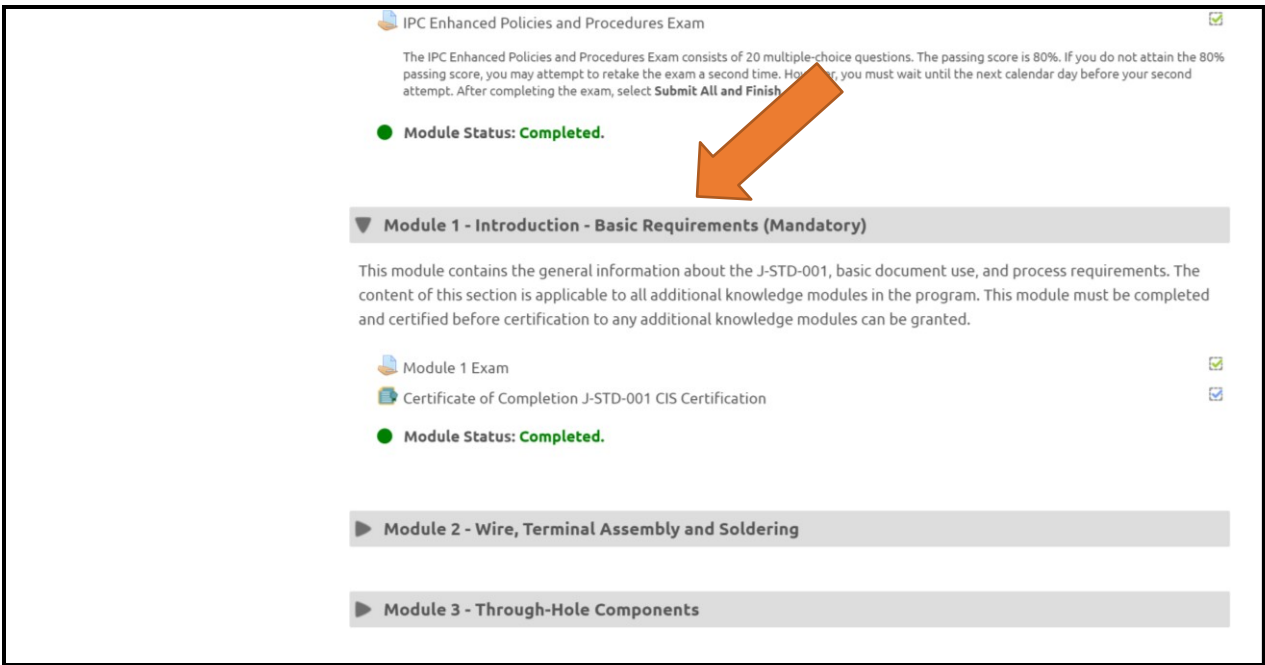 IPC Enhanced Policies and Procedures Exam
The IPC Enhanced Policies and Procedures Exam consists of 20 multiple-choice questions. The passing score is 80%. If you do not attain the 80%
passing score, you may attempt to retake the exam a second time. However, you must wait until the next calendar day before your second
attempt. After completing the exam, select Submit All and Finish
Module Status: Completed.
Module 1 - Introduction - Basic Requirements (Mandatory)
This module contains the general information about the J-STD-001, basic document use, and process requirements. The
content of this section is applicable to all additional knowledge modules in the program. This module must be completed
and certified before certification to any additional knowledge modules can be granted.
Module 1 Exam
Certificate of Completion J-STD-001 CIS Certification
Module Status: Completed.
Module 2 - Wire, Terminal Assembly and Soldering
Module 3 - Through-Hole Components